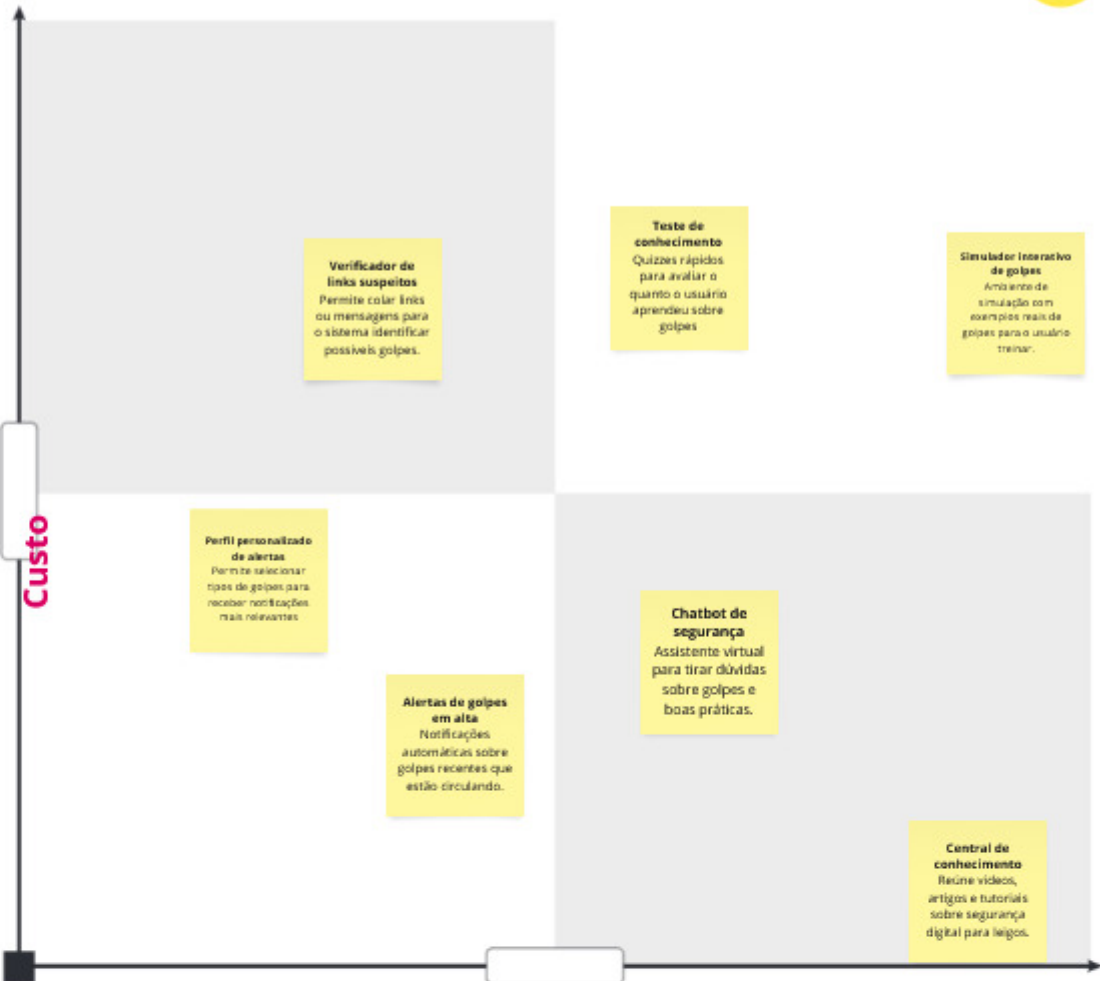 Teste de
conhecimento
Quizzes rápidos
para avaliar o
quanto o usuário
aprendeu sobre
golpes
Verificador de
links suspeitos
Permite colar links
ou mensagens para
o sistema identificar
possíveis golpes.
Simulador interativo
de golpes
Ambiente de
simulação com
exemplos reais de
golpes para o usuário
treinar.
Custo
Perfil personalizado
de alertas
Permite selecionar
tipos de golpes para
receber notificações
mais relevantes
Chatbot de
segurança
Assistente virtual
para tirar dúvidas
sobre golpes e
boas práticas.
Alertas de golpes
em alta
Notificações
automáticas sobre
golpes recentes que
estão circulando.
Central de
conhecimento
Reúne vídeos,
artigos e tutoriais
sobre segurança
digital para leigos.